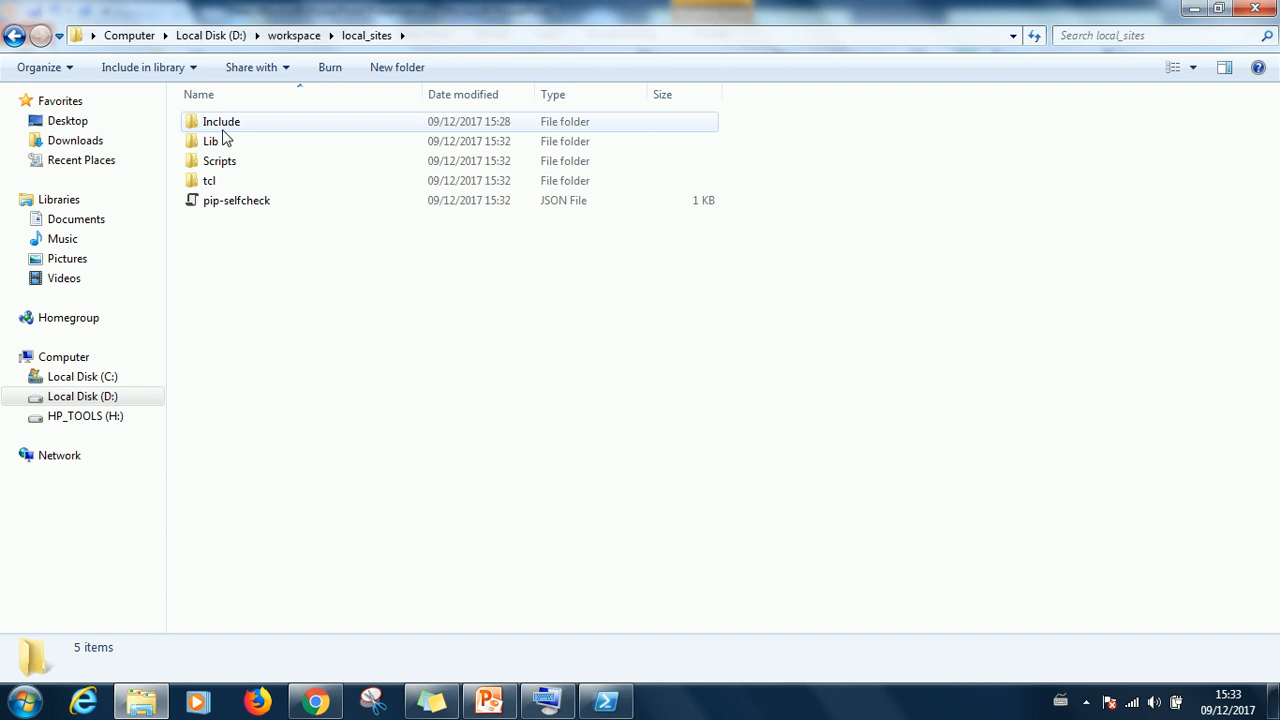 Computer Local Disk (D:) workspace local_sites
Search local_sites
Organize Include in library Share with Burn New folder
Name Date modified Type Size
Favorites
Desktop
Downloads
Recent Places
Libraries
Documents
Music
Pictures
Videos
Homegroup
Computer
Local Disk (C:)
Local Disk (D:)
HP_TOOLS (H:)
Network
Include 09/12/2017 15:28 File folder
Lib 09/12/2017 15:32 File folder
Scripts 09/12/2017 15:32 File folder
tcl 09/12/2017 15:32 File folder
pip-selfcheck 09/12/2017 15:32 JSON File 1 KB
5 items
15:33
09/12/2017